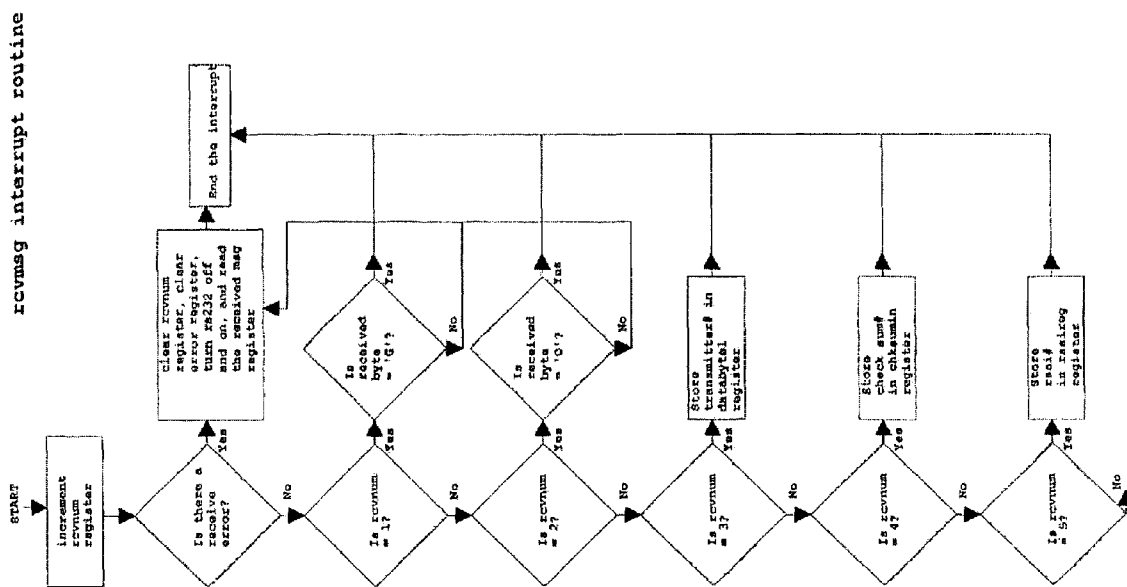 rcvmsg interrupt routine
START
increment
rcvnum
register
Is there a
receive
error?
Yes
No
clear rcvnum
register, clear
error register,
turn rs232 off
and on, and read
the received msg
register
End the interrupt
Is rcvnum
= 1?
Yes
No
Is
received
byte
= 'G'?
Yes
No
Is rcvnum
= 2?
Yes
No
Is
received
byte
= 'O'?
Yes
No
Is rcvnum
= 3?
Yes
No
Store
transmitter# in
databyte1
register
Is rcvnum
= 4?
Yes
No
Store
check sum#
in chksumin
register
Is rcvnum
= 5?
Yes
No
Store
in
register